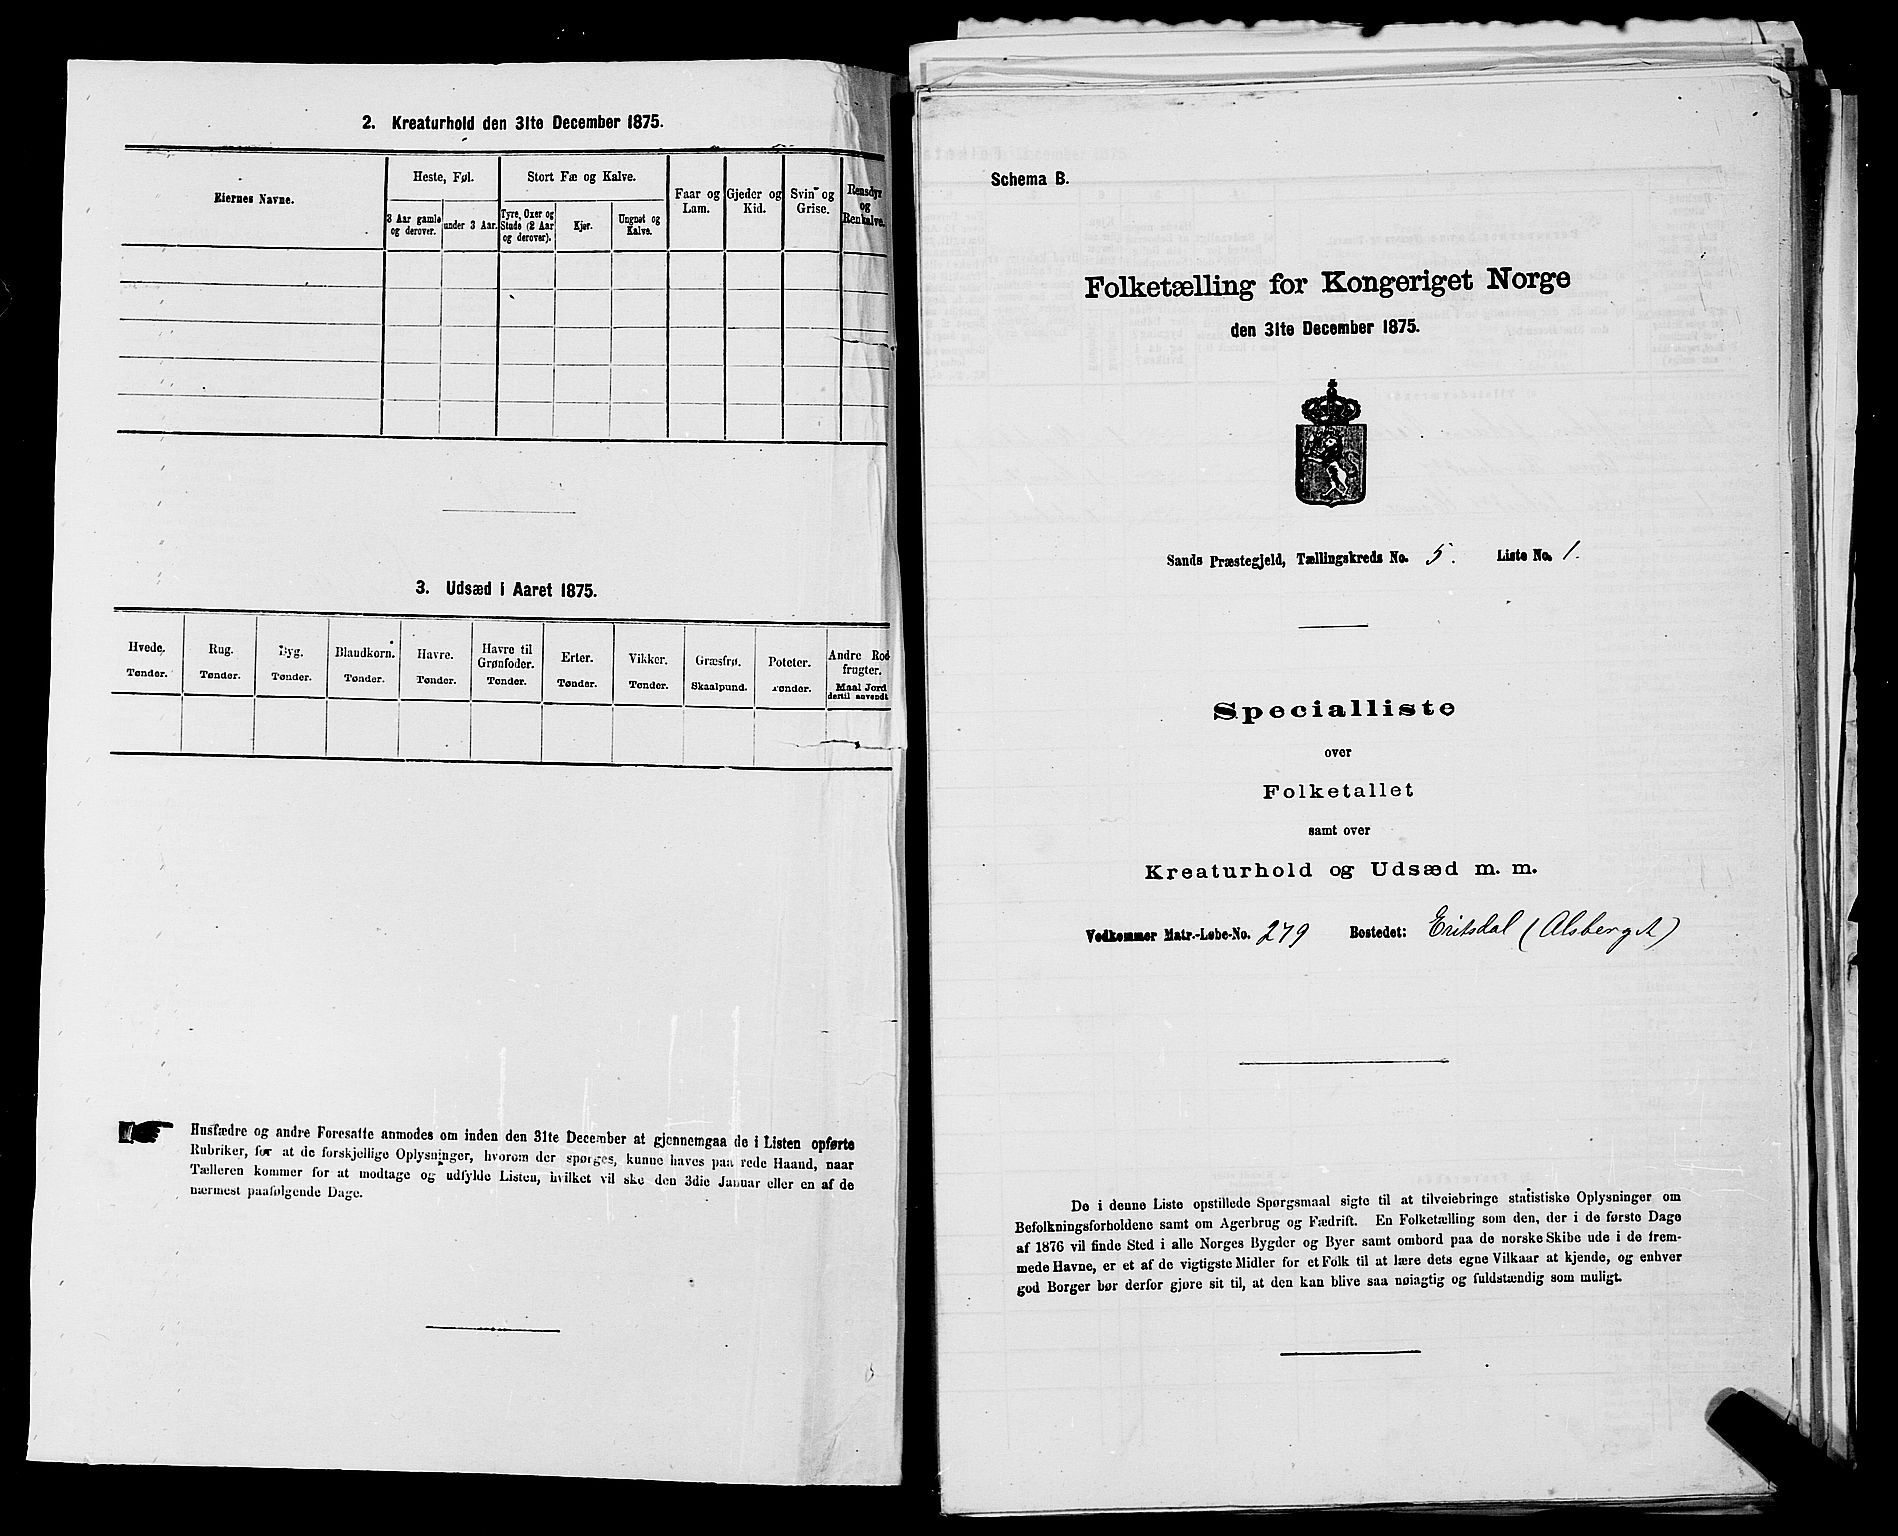 2. Kreaturhold den 31te December 1875.
Eiernes Navne.
Heste, Føl.
Stort Fæ og Kalve.
Faar og
Lam.
Gjeder og
Kid.
Svin og
Grise.
Rensdyr
og
Renkalve.
3 Aar gamle
og derover.
under 3 Aar.
Tyre, Oxer og
Stude (2 Aar
og derover).
Kjør.
Ungnøt og
Kalve.
3. Udsæd i Aaret 1875.
Hvede.
Tønder.
Rug.
Tønder.
Byg.
Tønder.
Blandkorn.
Tønder.
Havre.
Tønder.
Havre til
Grønfoder.
Tønder.
Erter.
Tønder.
Vikker.
Tønder.
Græsfrø.
Skaalpund.
Poteter.
Tønder.
Andre Rod
frugter.
Maal Jord
dertil anvendt
Husfædre og andre Foresatte anmodes om inden den 31te December at gjennemgaa de i Listen opførte
Rubriker, for at de forskjellige Oplysninger, hvorom der spørges, kunne haves paa rede Haand, naar
Tælleren kommer for at modtage og udfylde Listen, hvilket vil ske den 3die Januar eller en af de
nærmest paafølgende Dage.
Schema B.
Folketælling for Kongeriget Norge
den 31te December 1875.
Sands Præstegjeld, Tællingskreds No. 5. Liste No. 1.
Specialliste
over
Folketallet
samt over
Kreaturhold og Udsæd m. m.
Vedkommer Matr.-Løbe-No. 279 Bostedet: Eritsdal (Alsberget)
De i denne Liste opstillede Spørgsmaal sigte til at tilveiebringe statistiske Oplysninger om
Befolkningsforholdene samt om Agerbrug og Fædrift. En Folketælling som den, der i de første Dage
af 1876 vil finde Sted i alle Norges Bygder og Byer samt ombord paa de norske Skibe ude i de frem-
mede Havne, er et af de vigtigste Midler for et Folk til at lære dets egne Vilkaar at kjende, og enhver
god Borger bør derfor gjøre sit til, at den kan blive saa nøiagtig og fuldstændig som muligt.